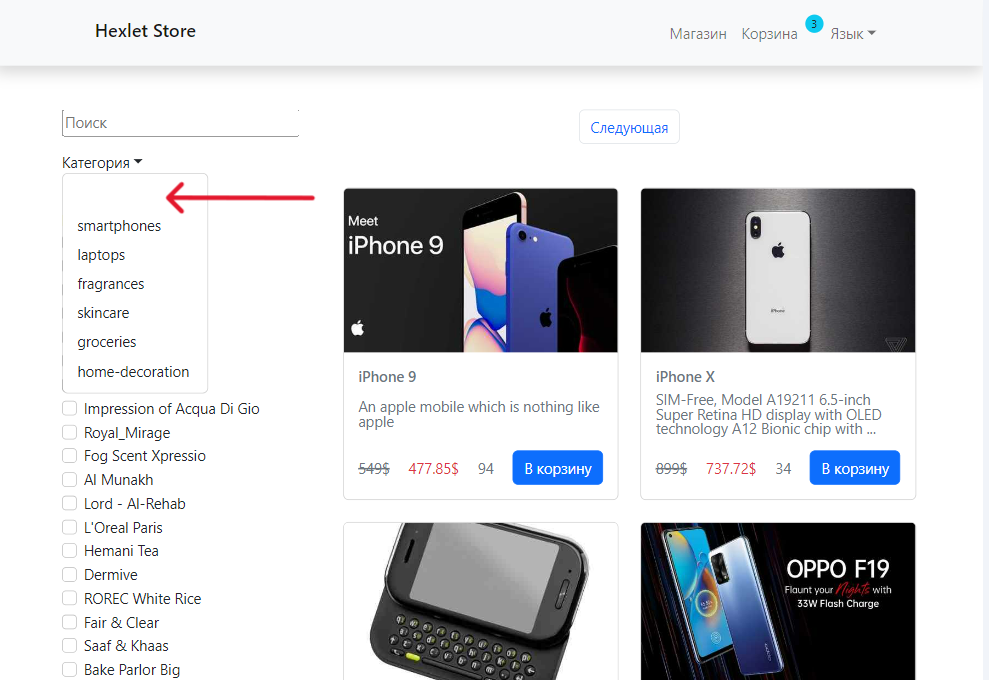 Hexlet Store
Магазин Корзина 3 Язык
Поиск
Следующая
Категория
smartphones
laptops
fragrances
skincare
groceries
home-decoration
Impression of Acqua Di Gio
Royal_Mirage
Fog Scent Xpressio
Al Munakh
Lord - Al-Rehab
L'Oreal Paris
Hemani Tea
Dermive
ROREC White Rice
Fair & Clear
Saaf & Khaas
Bake Parlor Big
Meet
iPhone 9
iPhone 9
An apple mobile which is nothing like
apple
549$ 477.85$ 94 В корзину
iPhone
iPhone X
SIM-Free, Model A19211 6.5-inch
Super Retina HD display with OLED
technology A12 Bionic chip with ...
899$ 737.72$ 34 В корзину
OPPO F19
Flaunt your Nights with
33W Flash Charge